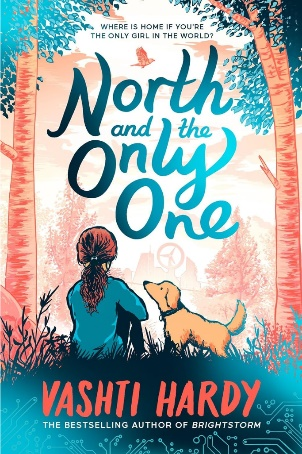 WHERE IS HOME IF YOU'RE
THE ONLY GIRL IN THE WORLD?
North
and the
Only
One
VASHTI HARDY
THE BESTSELLING AUTHOR OF BRIGHTSTORM